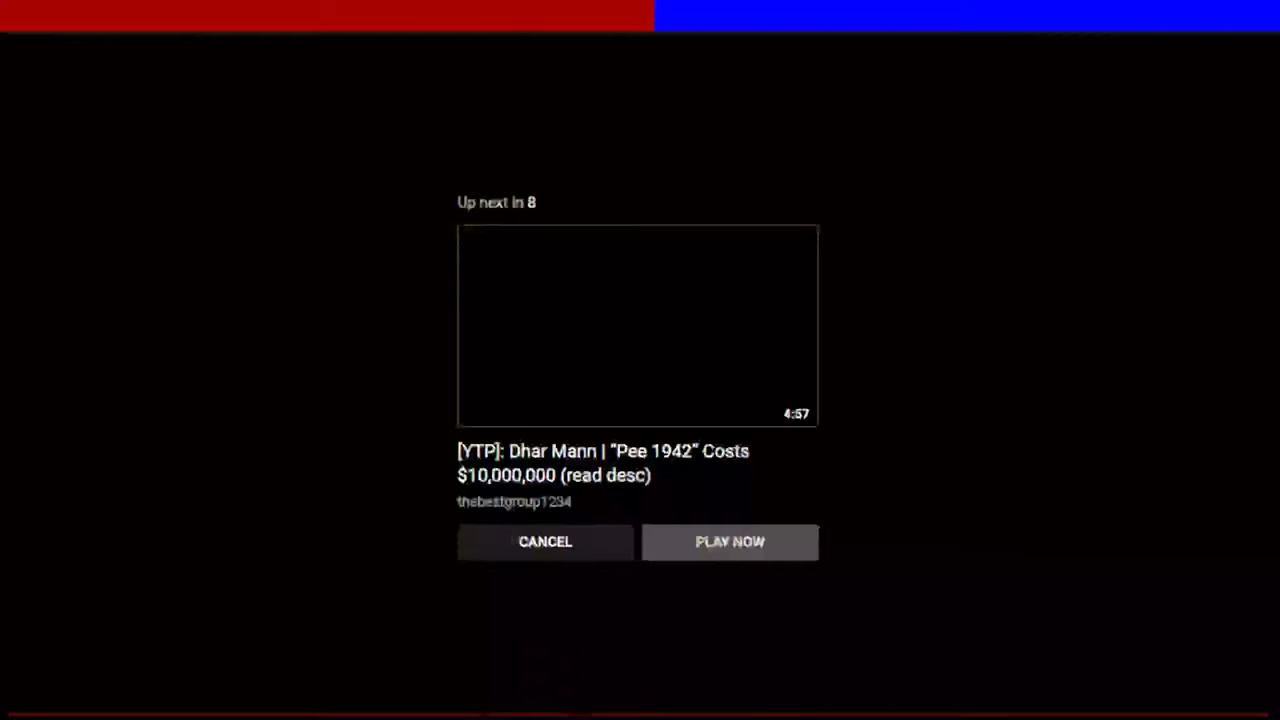 Up next in 8
4:57
[YTP]: Dhar Mann | "Pee 1942" Costs
$10,000,000 (read desc)
thebestgroup1234
CANCEL
PLAY NOW